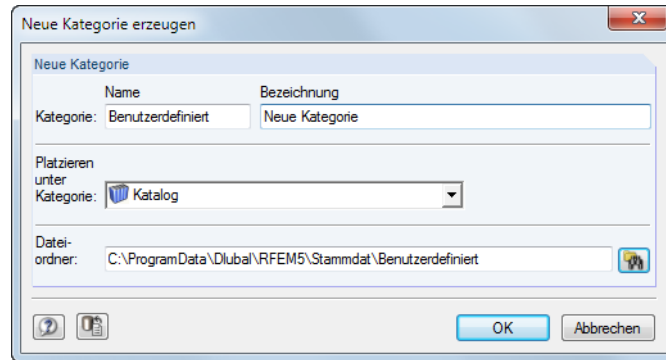 Neue Kategorie erzeugen
Neue Kategorie
Name Bezeichnung
Kategorie: Benutzerdefiniert Neue Kategorie
Platzieren
unter
Kategorie: Katalog
Datei-
ordner: C:\ProgramData\Dlubal\RFEM5\Stammdat\Benutzerdefiniert
OK Abbrechen